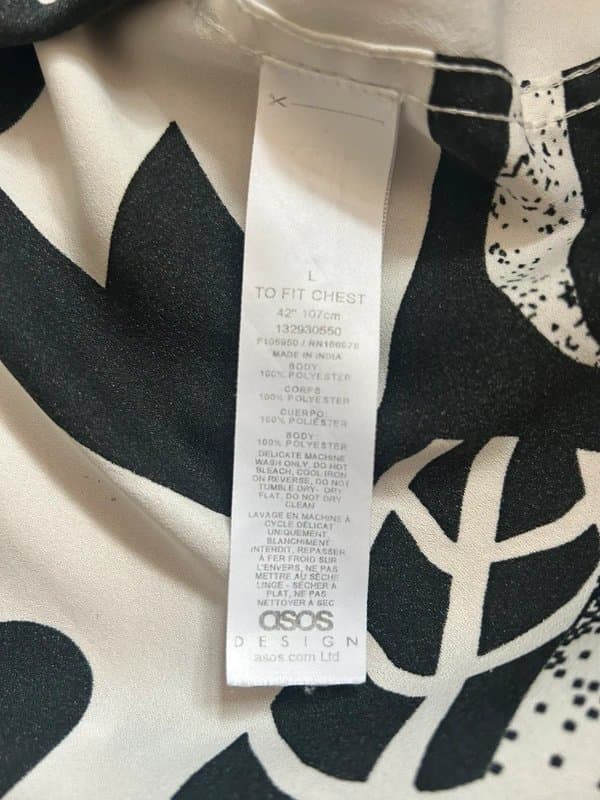 L
TO FIT CHEST
42" 107cm
132930550
MADE IN INDIA
BODY
100% POLYESTER
CORPS
100% POLYESTER
CUERPO:
100% POLIÉSTER
BODY:
100% POLYESTER
DELICATE MACHINE
WASH ONLY, DO NOT
BLEACH, COOL IRON
ON REVERSE, DO NOT
TUMBLE DRY- DRY
FLAT, DO NOT DRY
CLEAN
LAVAGE EN MACHINE À
CYCLE DÉLICAT
UNIQUEMENT,
BLANCHIMENT
INTERDIT, REPASSER
À FER FROID SUR
L'ENVERS, NE PAS
METTRE AU SÈCHE
LINGE - SÉCHER À
PLAT, NE PAS
NETTOYER À SEC
asos
DESIGN
asos.com Ltd